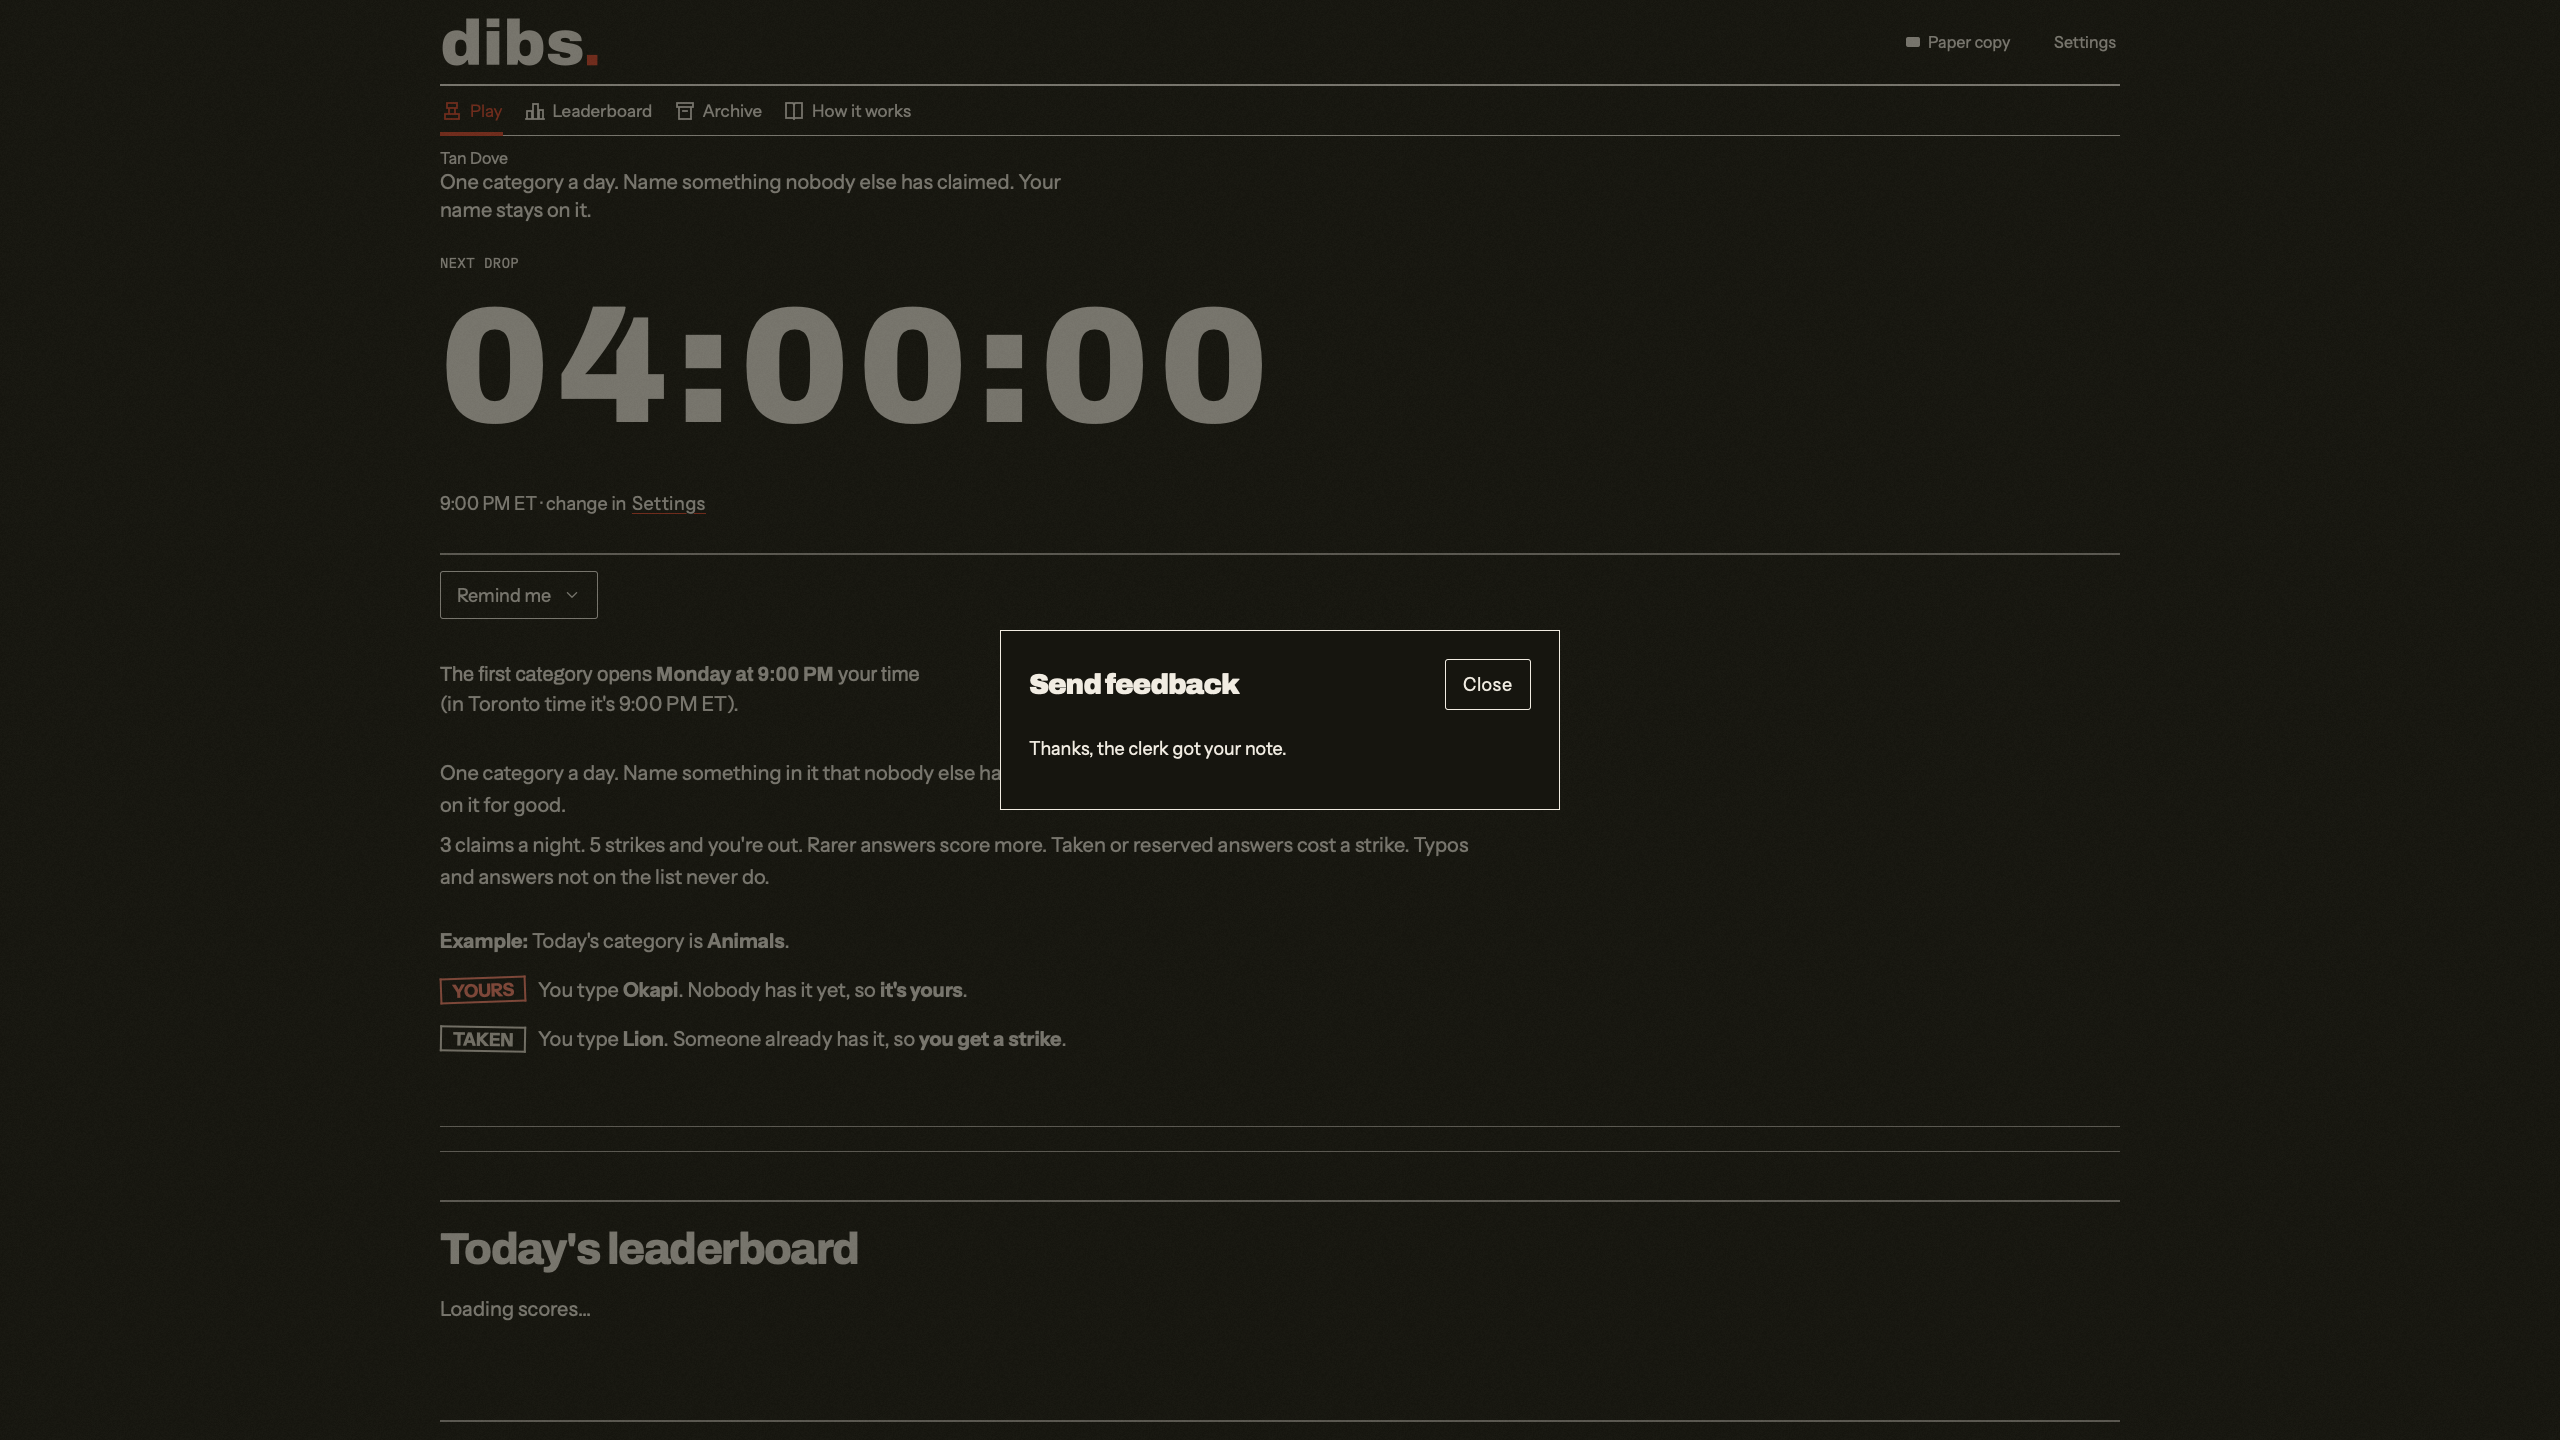 dibs.
Paper copy
Settings
Play
Leaderboard
Archive
How it works
Tan Dove
One category a day. Name something nobody else has claimed. Your
name stays on it.
NEXT DROP
04:00:00
9:00 PM ET · change in Settings
Remind me
The first category opens Monday at 9:00 PM your time
(in Toronto time it's 9:00 PM ET).
Send feedback
Close
Thanks, the clerk got your note.
One category a day. Name something in it that nobody else ha
on it for good.
3 claims a night. 5 strikes and you're out. Rarer answers score more. Taken or reserved answers cost a strike. Typos
and answers not on the list never do.
Example: Today's category is Animals.
YOURS You type Okapi. Nobody has it yet, so it's yours.
TAKEN You type Lion. Someone already has it, so you get a strike.
Today's leaderboard
Loading scores...